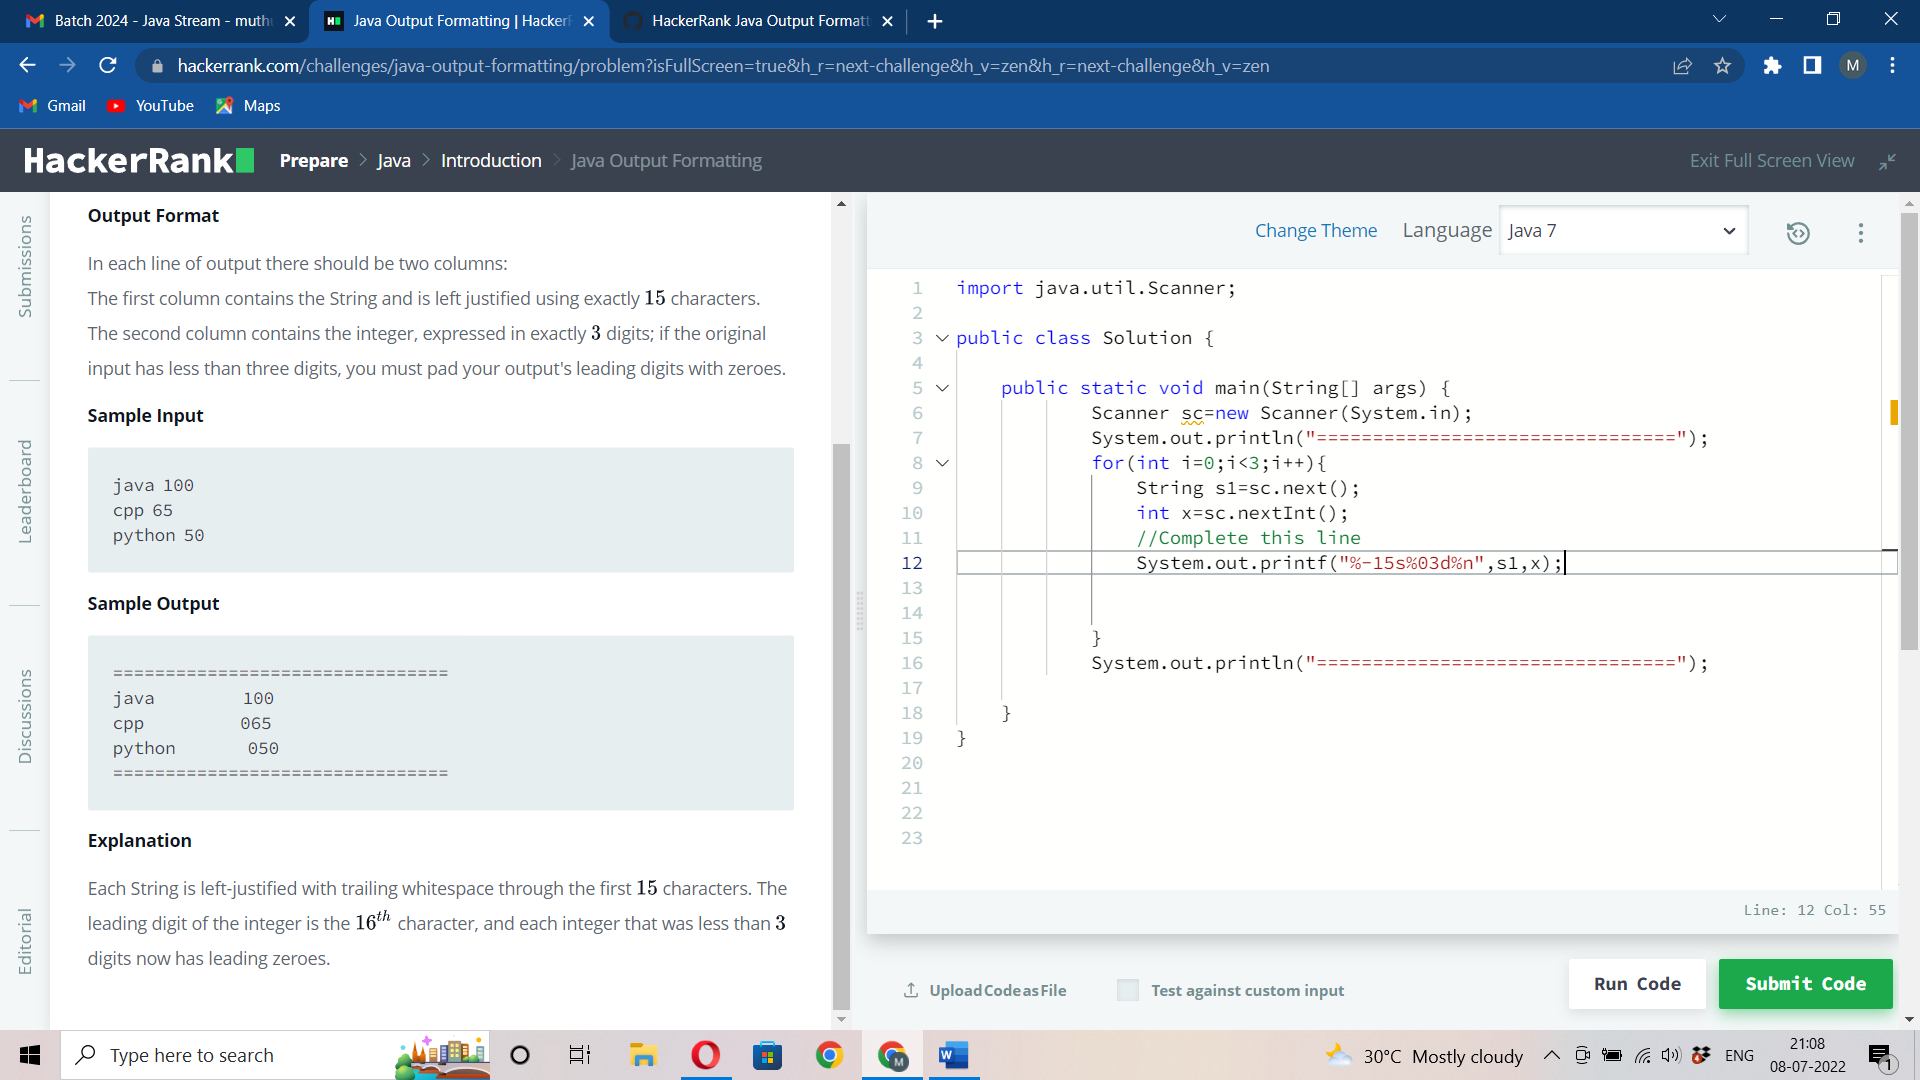 Batch 2024 - Java Stream - muth
Java Output Formatting | Hacker
HackerRank Java Output Formatt
hackerrank.com/challenges/java-output-formatting/problem?isFullScreen=true&h_r=next-challenge&h_v=zen&h_r=next-challenge&h_v=zen
M
Gmail YouTube Maps
HackerRank Prepare > Java > Introduction > Java Output Formatting
Exit Full Screen View
Submissions
Leaderboard
Discussions
Editorial
Output Format
In each line of output there should be two columns:
The first column contains the String and is left justified using exactly 15 characters.
The second column contains the integer, expressed in exactly 3 digits; if the original
input has less than three digits, you must pad your output's leading digits with zeroes.
Sample Input
java 100
cpp 65
python 50
Sample Output
================================
java 100
cpp 065
python 050
================================
Explanation
Each String is left-justified with trailing whitespace through the first 15 characters. The
leading digit of the integer is the 16th character, and each integer that was less than 3
digits now has leading zeroes.
Change Theme Language Java 7
1 import java.util.Scanner;
2
3 public class Solution {
4
5 public static void main(String[] args) {
6 Scanner sc=new Scanner(System.in);
7 System.out.println("================================");
8 for(int i=0;i<3;i++){
9 String s1=sc.next();
10 int x=sc.nextInt();
11 //Complete this line
12 System.out.printf("%-15s%03d%n",s1,x);
13
14
15 }
16 System.out.println("================================");
17
18 }
19 }
20
21
22
23
Line: 12 Col: 55
Upload Code as File
Test against custom input
Run Code
Submit Code
Type here to search
30°C Mostly cloudy
ENG
21:08
08-07-2022
1